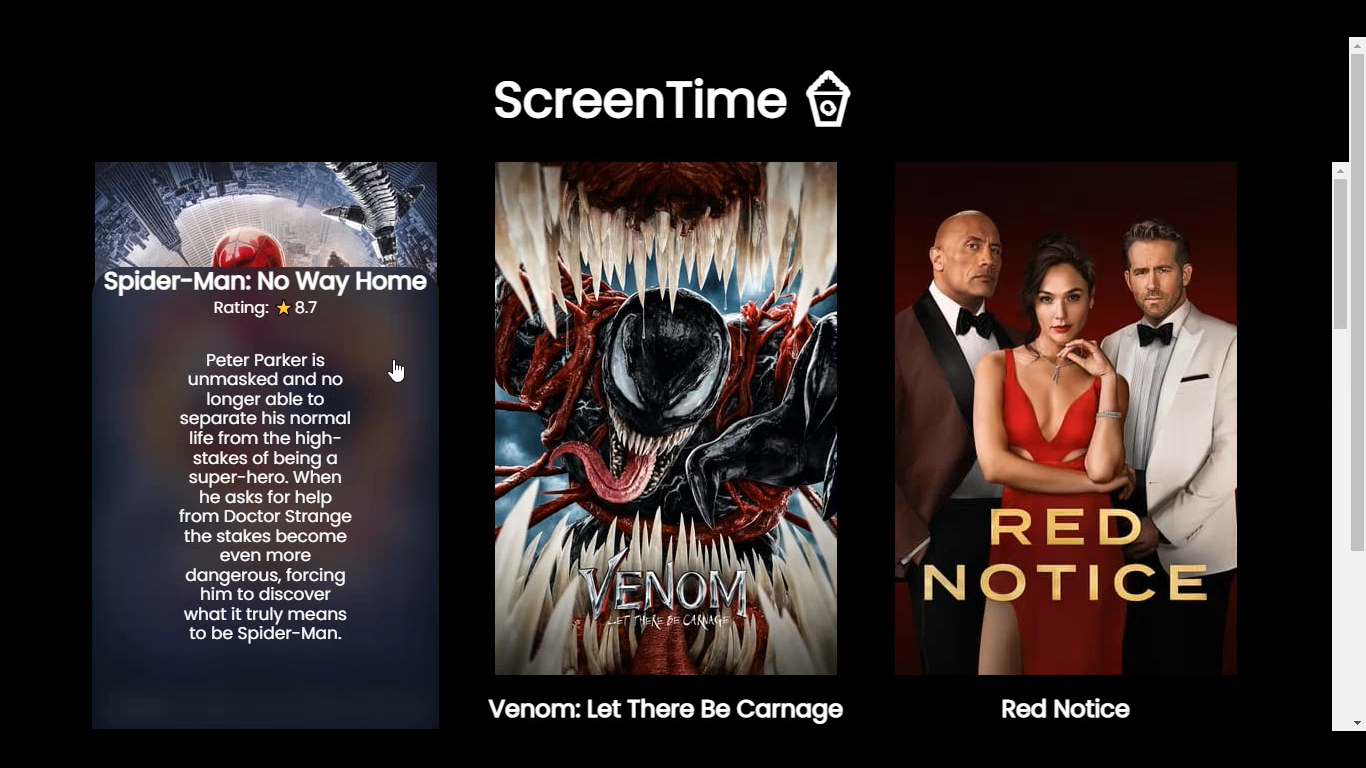 ScreenTime
Spider-Man: No Way Home
Rating: ⭐8.7
Peter Parker is
unmasked and no
longer able to
separate his normal
life from the high-
stakes of being a
super-hero. When
he asks for help
from Doctor Strange
the stakes become
even more
dangerous, forcing
him to discover
what it truly means
to be Spider-Man.
VENOM
LET THERE BE CARNAGE
Venom: Let There Be Carnage
RED
NOTICE
Red Notice